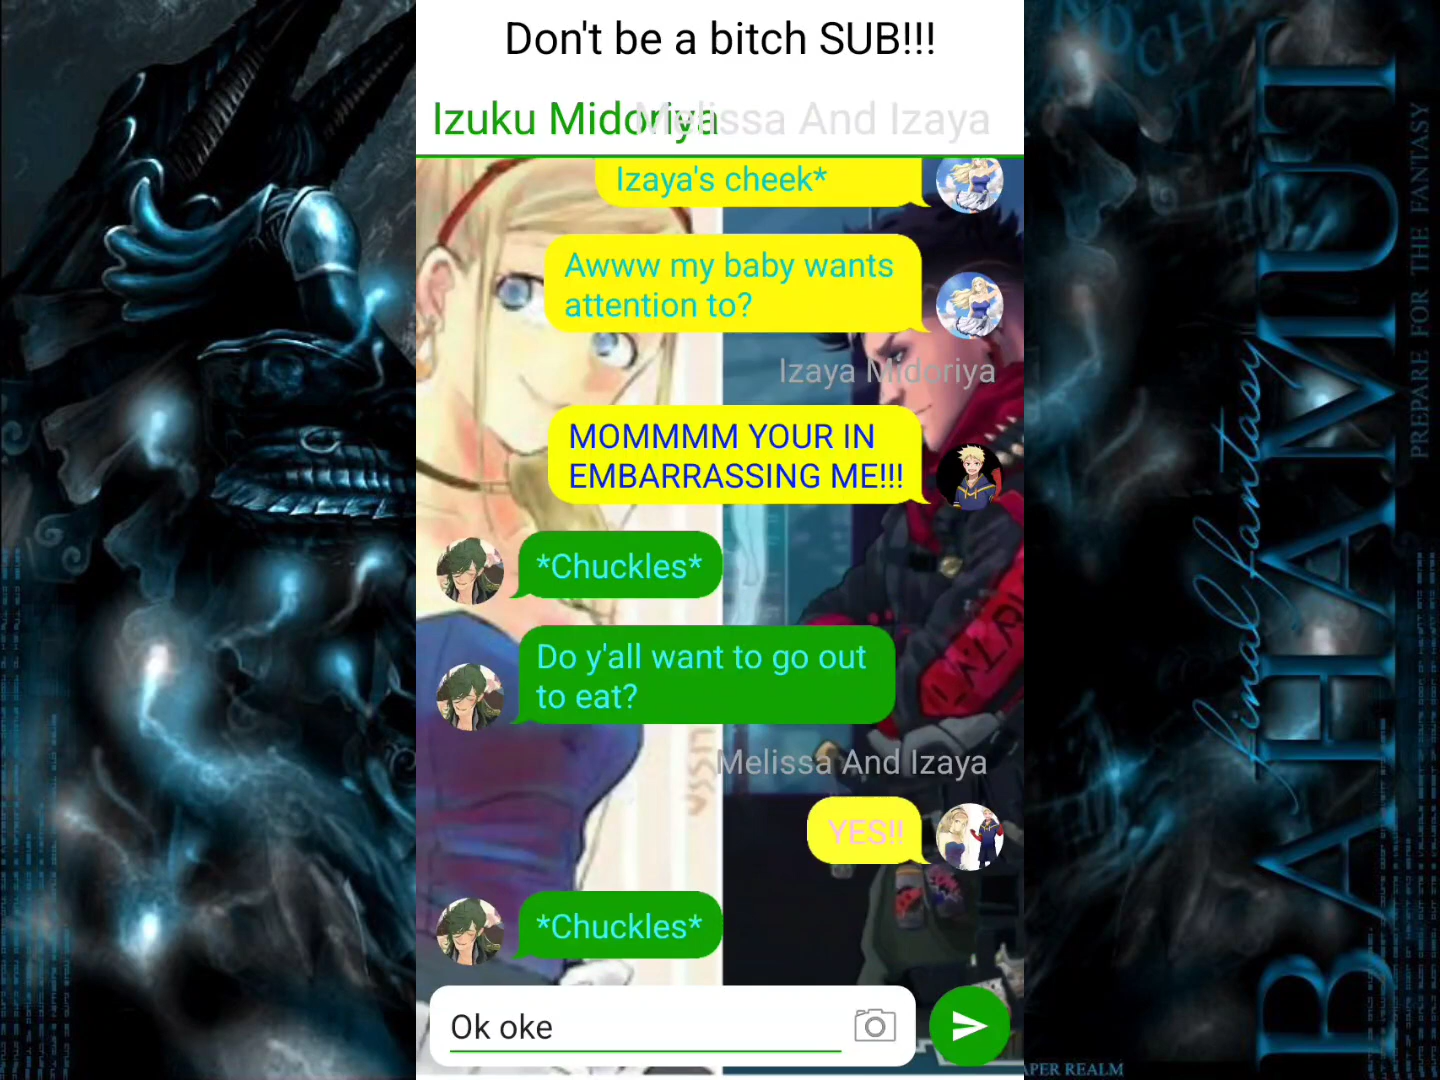 Don't be a bitch SUB!!!
Izuku Midoriya Melissa And Izaya
Izaya's cheek*
Awww my baby wants
attention to?
Izaya Midoriya
MOMMMM YOUR IN
EMBARRASSING ME!!!
*Chuckles*
Do y'all want to go out
to eat?
Melissa And Izaya
YES!!
*Chuckles*
Ok oke
final fantasy
BAHAMUT
PREPARE FOR THE FANTASY
APER REALM